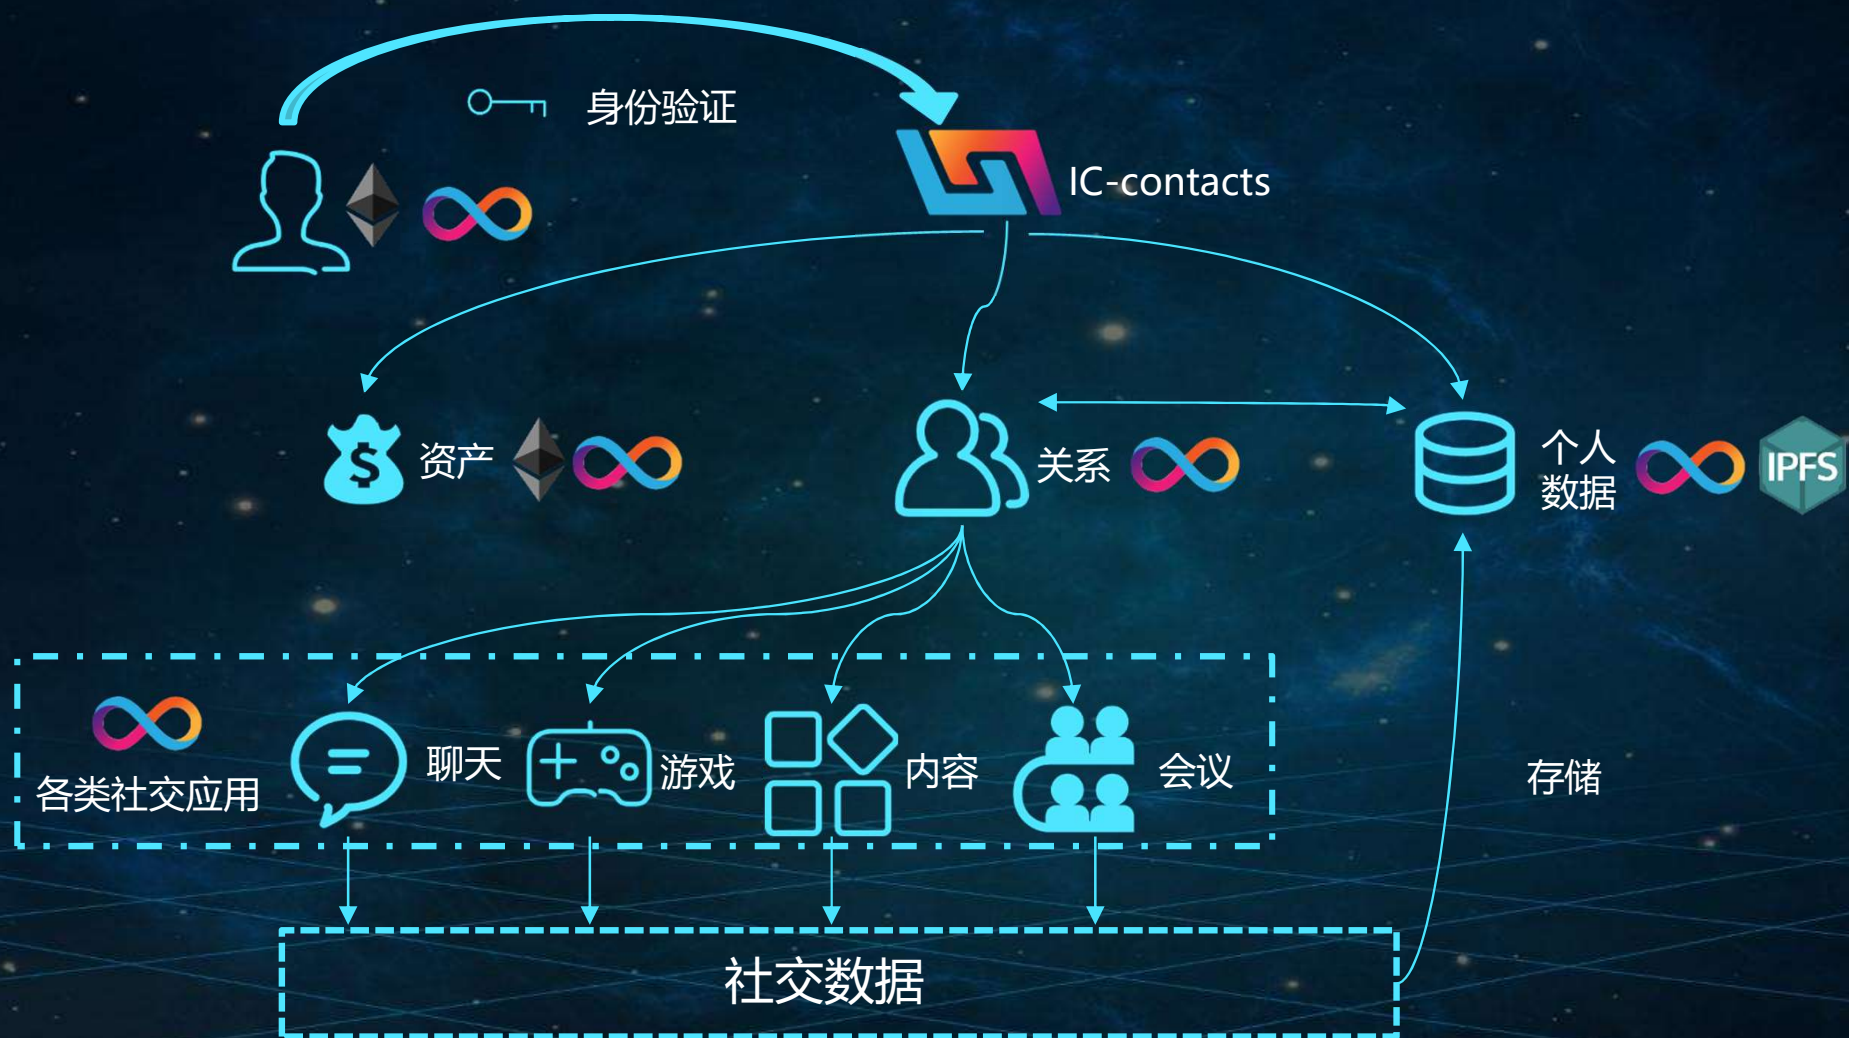 身份验证
IC-contacts
资产
关系
个人
数据
IPFS
各类社交应用
聊天
游戏
内容
会议
存储
社交数据